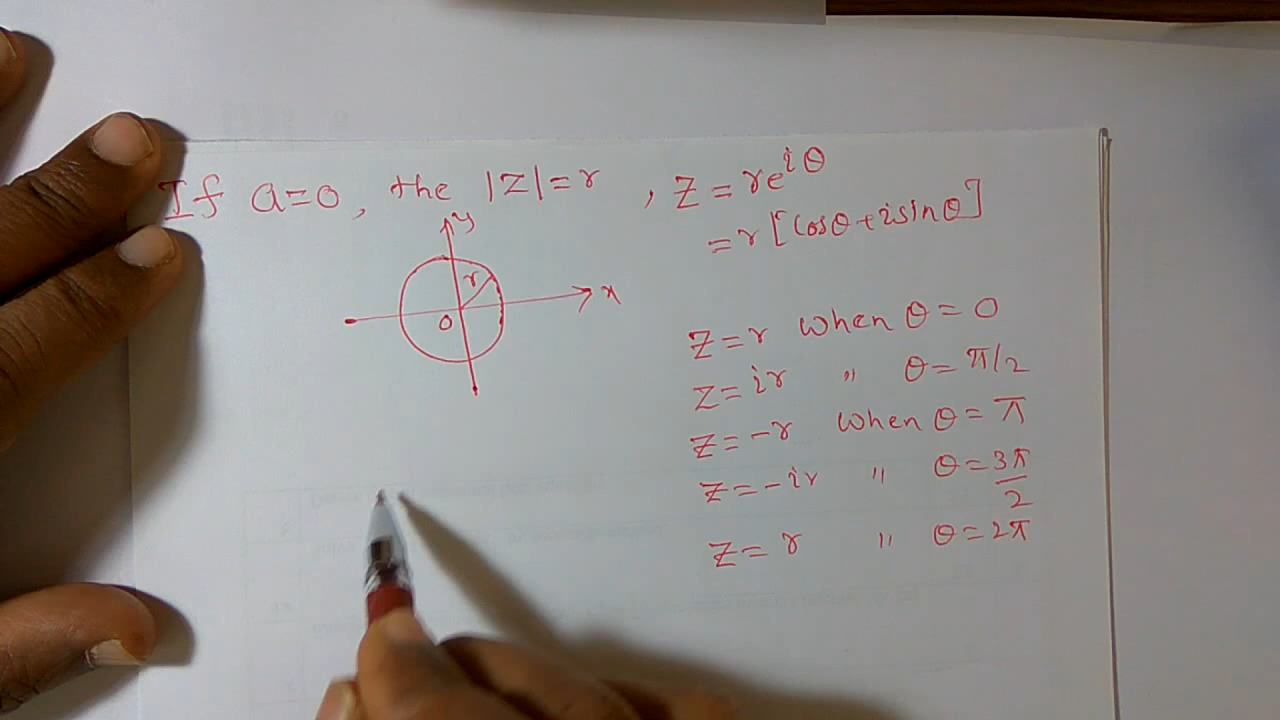 If a=0, the |z|=r , z = re^{iθ}
= r [cosθ+isinθ]
y
r
x
0
z=r when θ=0
z=ir " θ=π/2
z=-r when θ=π
z=-ir " θ=3π/2
z=r " θ=2π